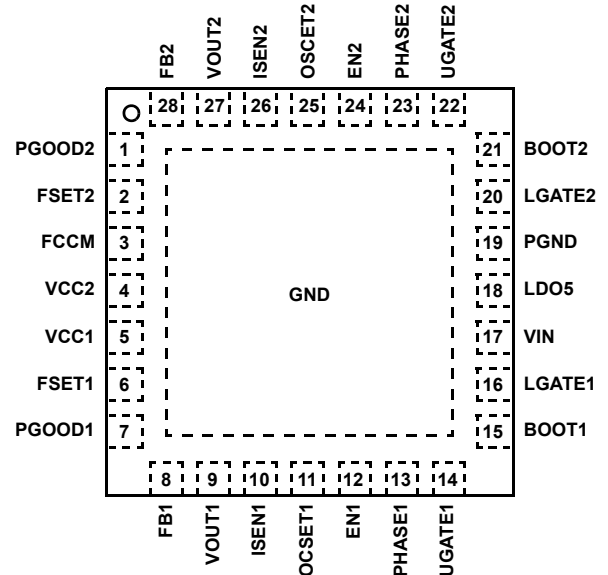 FB2
VOUT2
ISEN2
OSCET2
EN2
PHASE2
UGATE2
28 27 26 25 24 23 22
PGOOD2 1
FSET2 2
FCCM 3
VCC2 4
VCC1 5
FSET1 6
PGOOD1 7
GND
21 BOOT2
20 LGATE2
19 PGND
18 LDO5
17 VIN
16 LGATE1
15 BOOT1
8 9 10 11 12 13 14
FB1
VOUT1
ISEN1
OCSET1
EN1
PHASE1
UGATE1